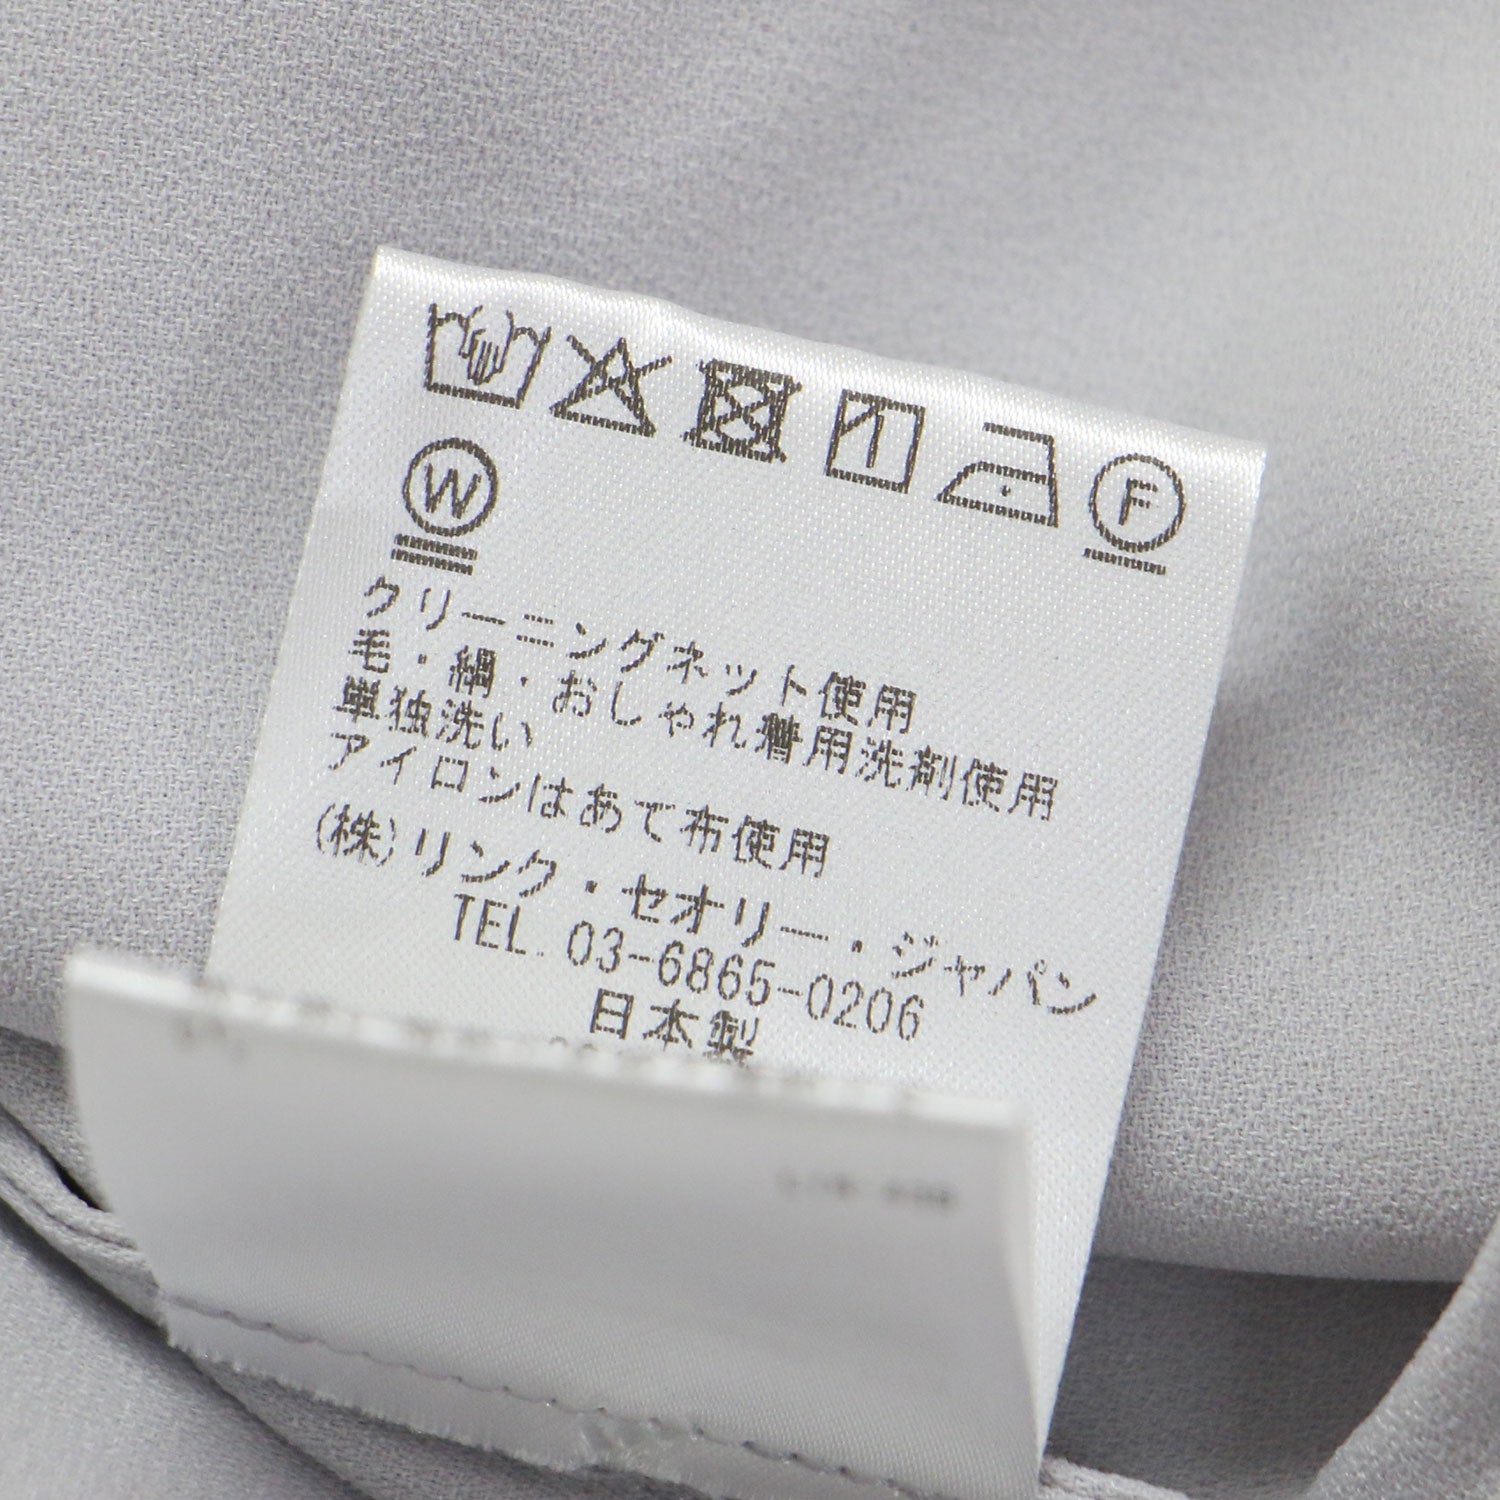 F
W
クリーニングネット使用
毛・絹・おしゃれ着用洗剤使用
単独洗い
アイロンはあて布使用
(株)リンク・セオリー・ジャパン
TEL. 03-6865-0206
日本製